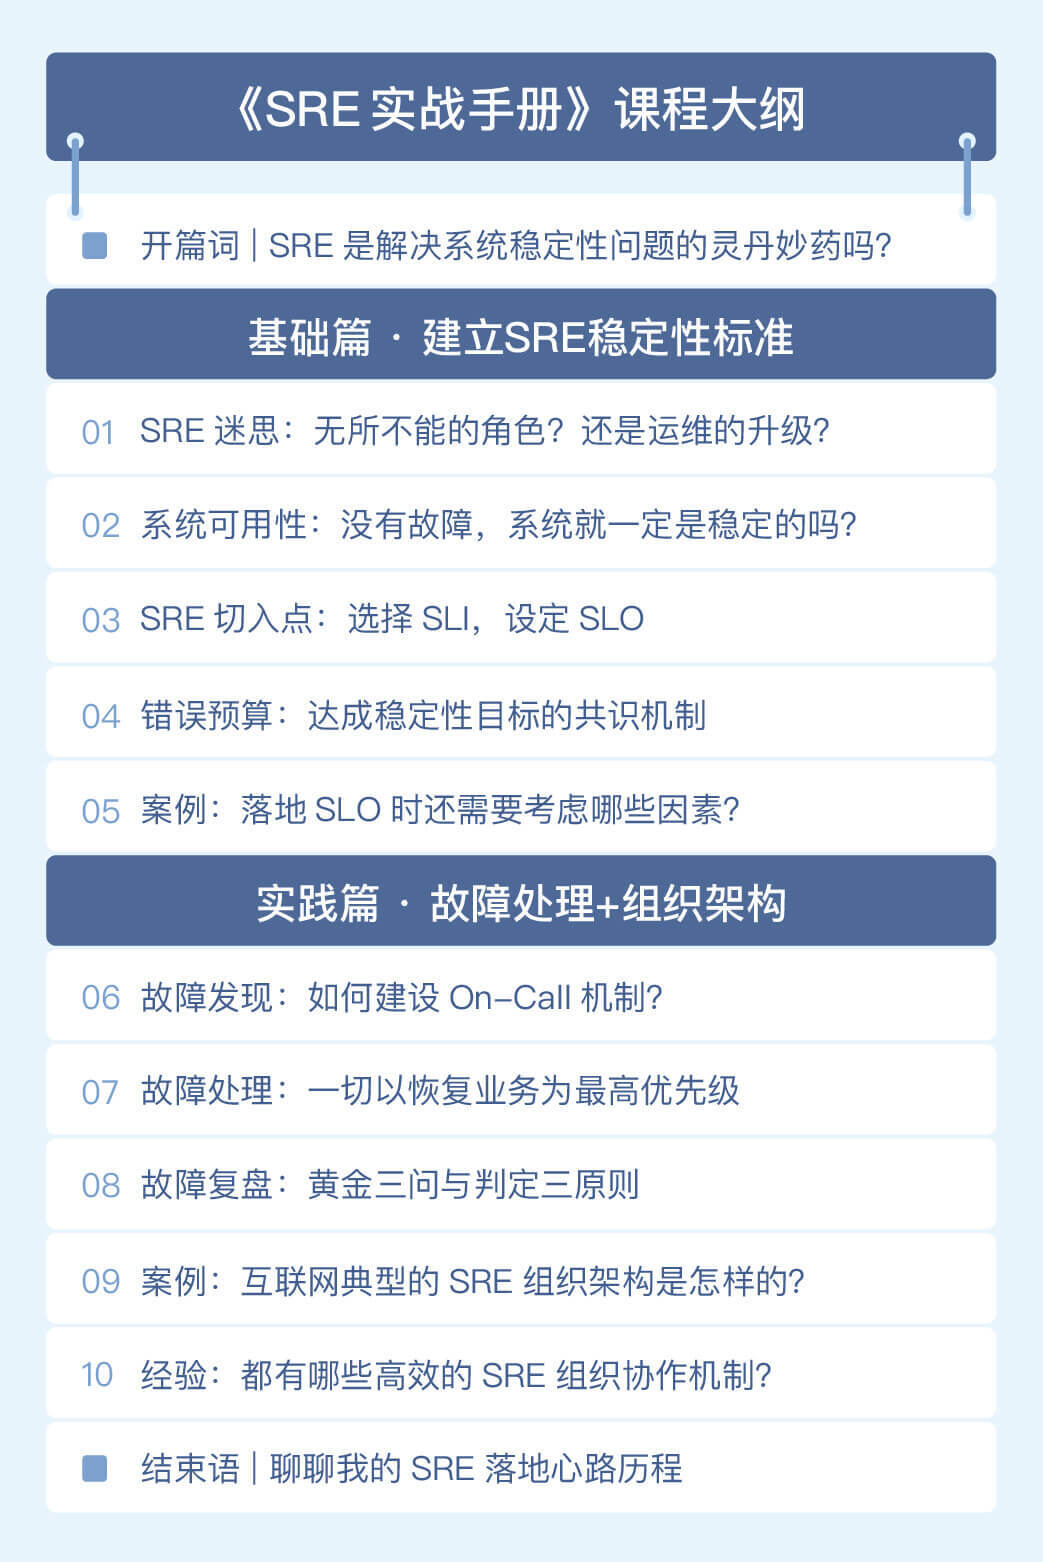 《SRE 实战手册》课程大纲
开篇词 | SRE 是解决系统稳定性问题的灵丹妙药吗？
基础篇 · 建立SRE稳定性标准
01 SRE 迷思：无所不能的角色？还是运维的升级？
02 系统可用性：没有故障，系统就一定是稳定的吗？
03 SRE 切入点：选择 SLI，设定 SLO
04 错误预算：达成稳定性目标的共识机制
05 案例：落地 SLO 时还需要考虑哪些因素？
实践篇 · 故障处理+组织架构
06 故障发现：如何建设 On-Call 机制？
07 故障处理：一切以恢复业务为最高优先级
08 故障复盘：黄金三问与判定三原则
09 案例：互联网典型的 SRE 组织架构是怎样的？
10 经验：都有哪些高效的 SRE 组织协作机制？
结束语 | 聊聊我的 SRE 落地心路历程